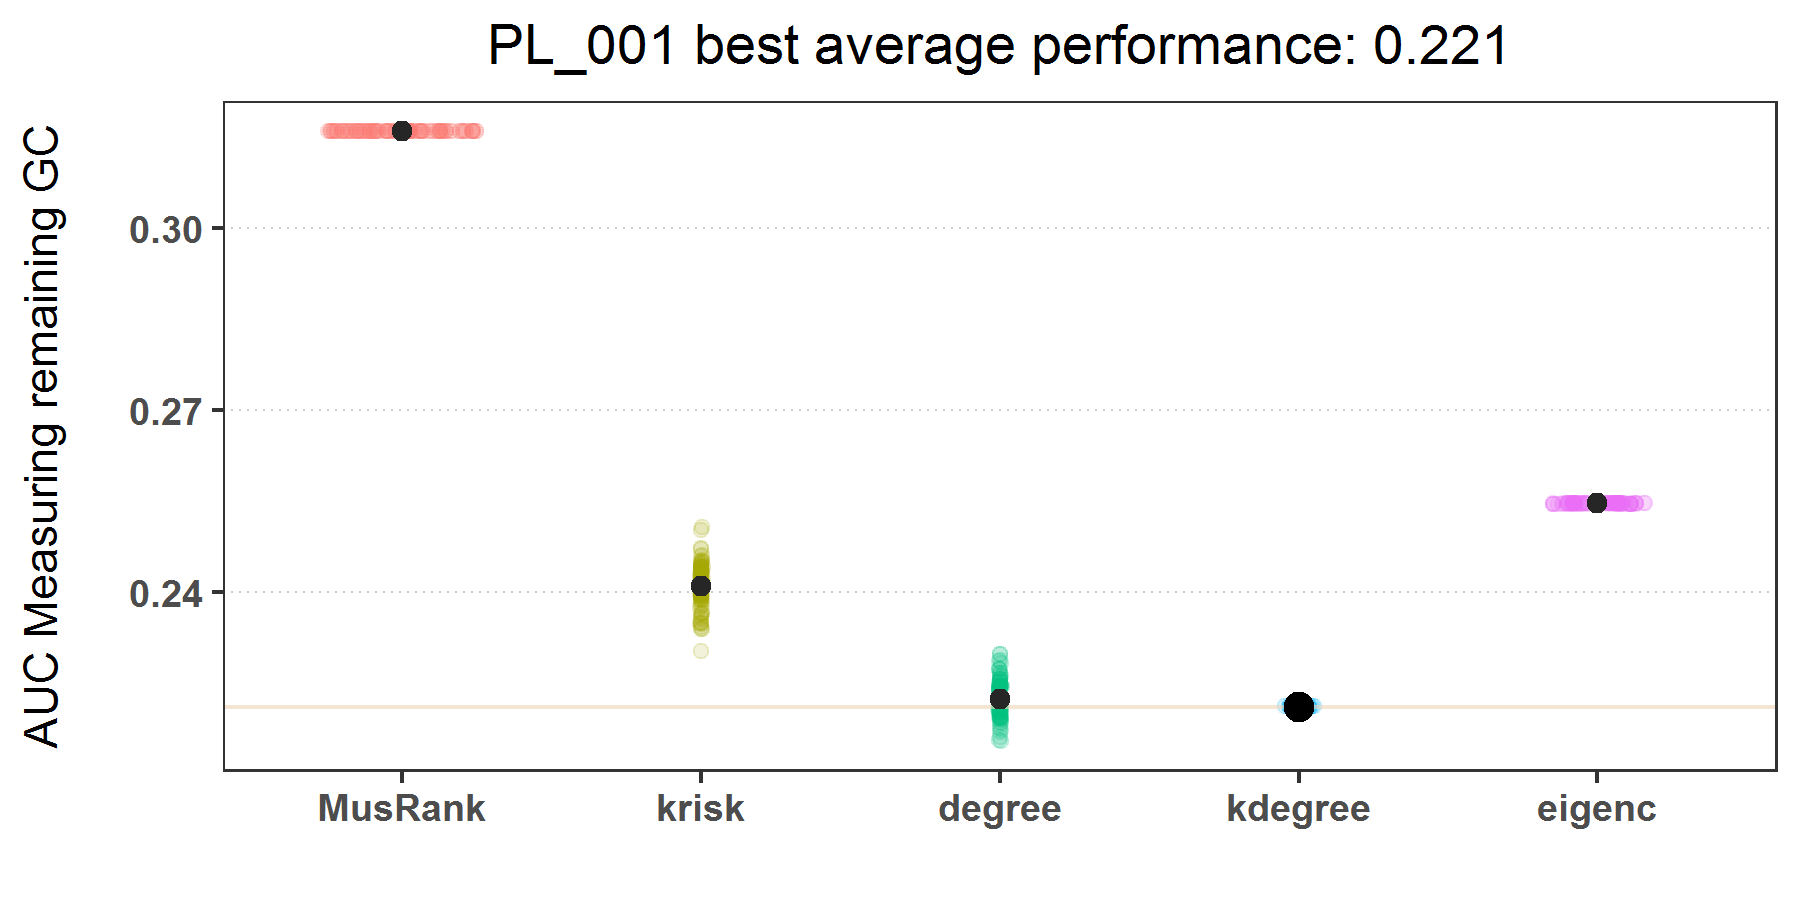 PL_001 best average performance: 0.221
AUC Measuring remaining GC
0.30
0.27
0.24
MusRank krisk degree kdegree eigenc